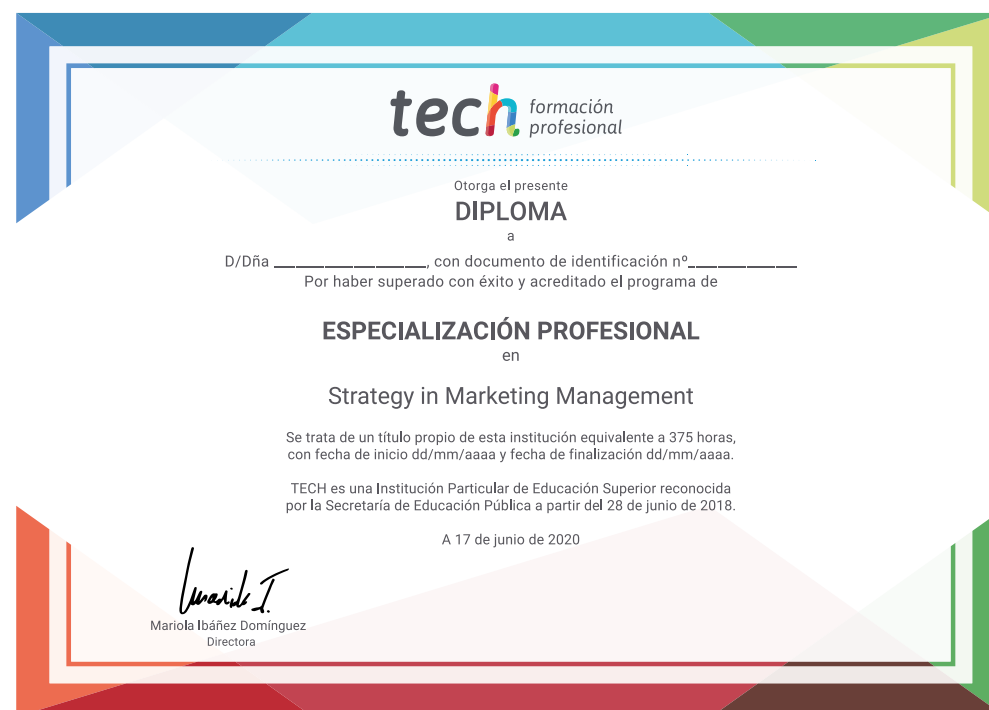 tech formación
profesional
Otorga el presente
DIPLOMA
a
D/Dña ______________, con documento de identificación nº__________
Por haber superado con éxito y acreditado el programa de
ESPECIALIZACIÓN PROFESIONAL
en
Strategy in Marketing Management
Se trata de un título propio de esta institución equivalente a 375 horas,
con fecha de inicio dd/mm/aaaa y fecha de finalización dd/mm/aaaa.
TECH es una Institución Particular de Educación Superior reconocida
por la Secretaría de Educación Pública a partir del 28 de junio de 2018.
A 17 de junio de 2020
Mariola Ibáñez Domínguez
Directora